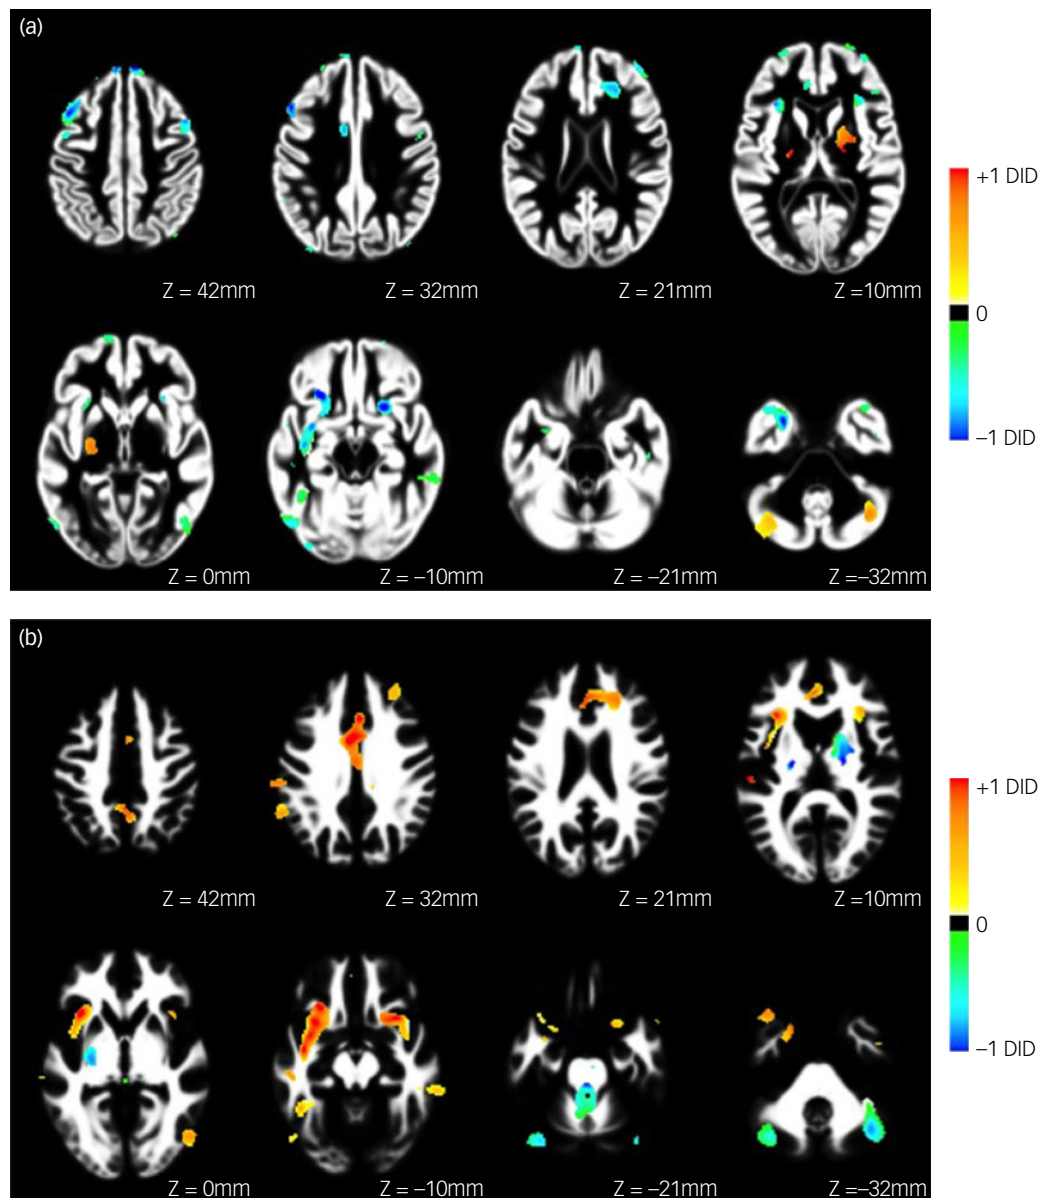 (a)
Z = 42mm
Z = 32mm
Z = 21mm
Z =10mm
+1 DID
0
–1 DID
Z = 0mm
Z = –10mm
Z = –21mm
Z =–32mm
(b)
Z = 42mm
Z = 32mm
Z = 21mm
Z =10mm
+1 DID
0
–1 DID
Z = 0mm
Z = –10mm
Z = –21mm
Z =–32mm